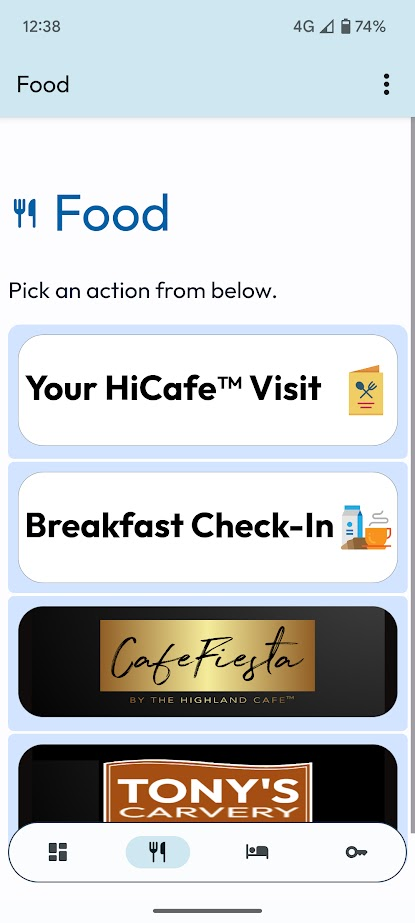 12:38
4G 74%
Food
Food
Pick an action from below.
Your HiCafe™ Visit
Breakfast Check-In
CafeFiesta
BY THE HIGHLAND CAFE™
TONY'S
CARVERY